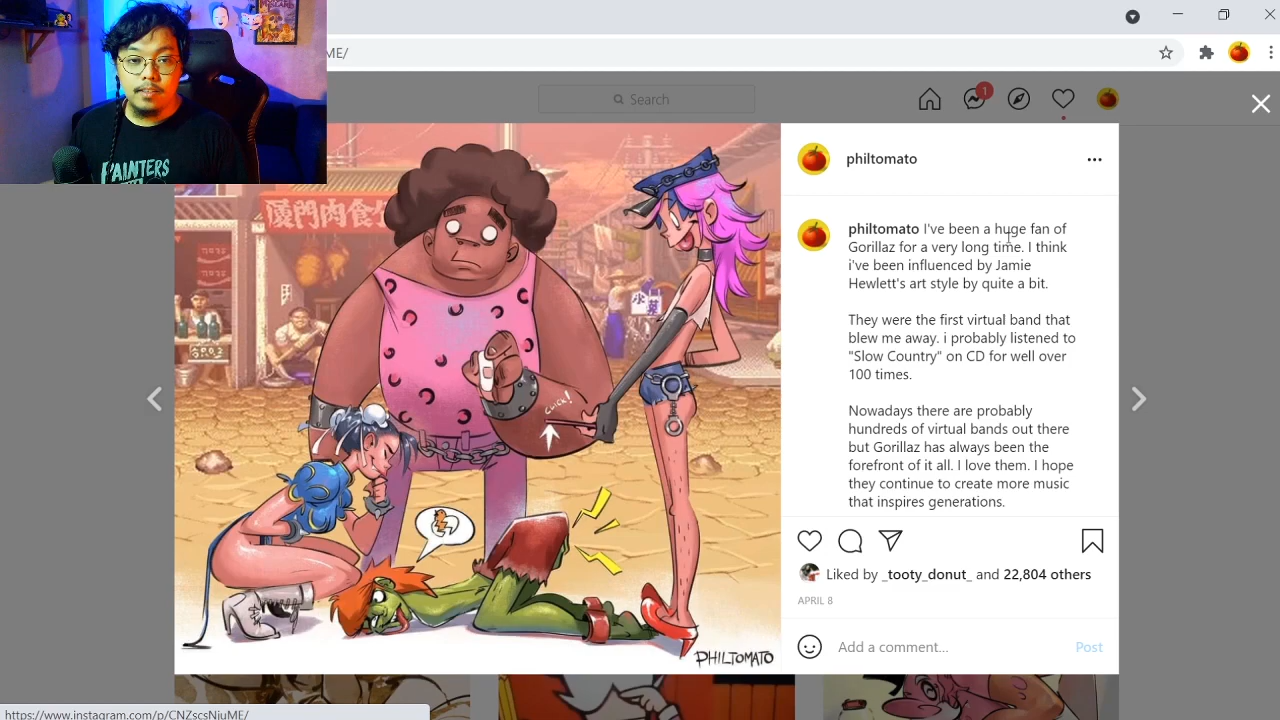 ME/
Search
1
PAINTERS
philtomato
philtomato I've been a huge fan of
Gorillaz for a very long time. I think
i've been influenced by Jamie
Hewlett's art style by quite a bit.
They were the first virtual band that
blew me away. i probably listened to
"Slow Country" on CD for well over
100 times.
Nowadays there are probably
hundreds of virtual bands out there
but Gorillaz has always been the
forefront of it all. I love them. I hope
they continue to create more music
that inspires generations.
Liked by _tooty_donut_ and 22,804 others
APRIL 8
Add a comment...
Post
CLICK!
PHILTOMATO
https://www.instagram.com/p/CNZscsNjuME/